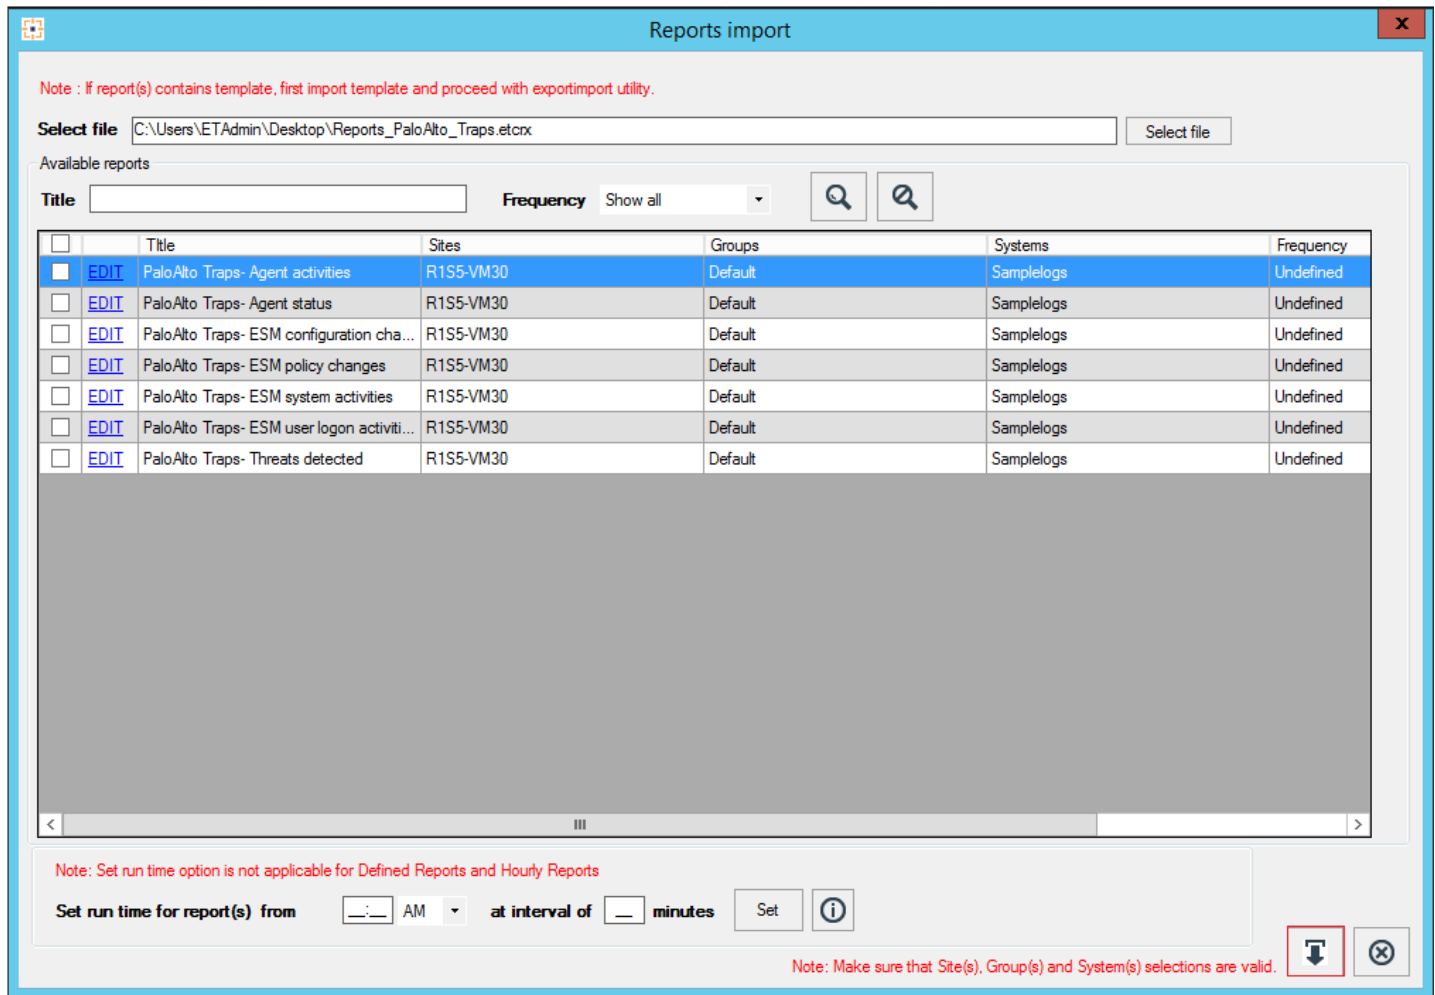 Reports import
x
Note : If report(s) contains template, first import template and proceed with exportimport utility.
Select file C:\Users\ETAdmin\Desktop\Reports_PaloAlto_Traps.etcrx Select file
Available reports
Title Frequency Show all
Title Sites Groups Systems Frequency
EDIT PaloAlto Traps- Agent activities R1S5-VM30 Default Samplelogs Undefined
EDIT PaloAlto Traps- Agent status R1S5-VM30 Default Samplelogs Undefined
EDIT PaloAlto Traps- ESM configuration cha... R1S5-VM30 Default Samplelogs Undefined
EDIT PaloAlto Traps- ESM policy changes R1S5-VM30 Default Samplelogs Undefined
EDIT PaloAlto Traps- ESM system activities R1S5-VM30 Default Samplelogs Undefined
EDIT PaloAlto Traps- ESM user logon activiti... R1S5-VM30 Default Samplelogs Undefined
EDIT PaloAlto Traps- Threats detected R1S5-VM30 Default Samplelogs Undefined
Note: Set run time option is not applicable for Defined Reports and Hourly Reports
Set run time for report(s) from __:__ AM at interval of __ minutes Set
Note: Make sure that Site(s), Group(s) and System(s) selections are valid.